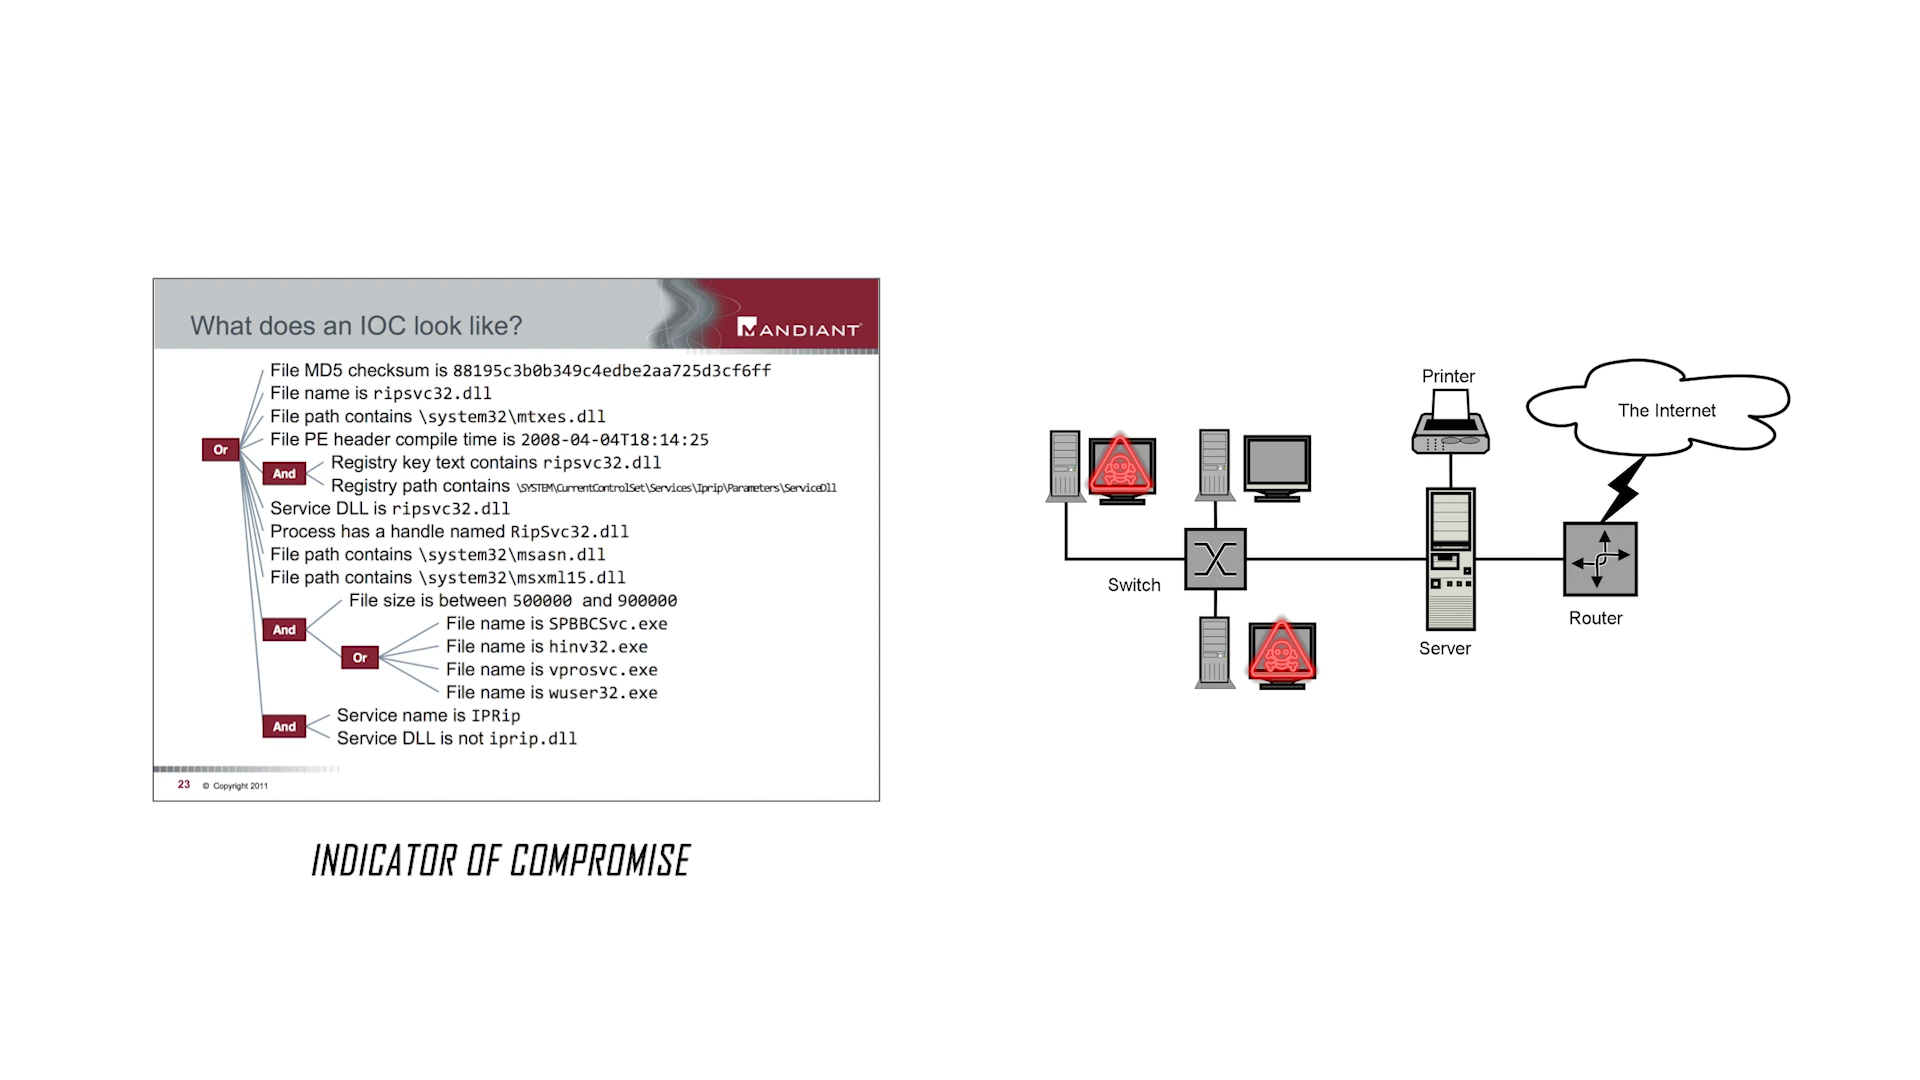 What does an IOC look like?
MANDIANT
File MD5 checksum is 88195c3b0b349c4edbe2aa725d3cf6ff
File name is ripsvc32.dll
File path contains \system32\mtxes.dll
Or
File PE header compile time is 2008-04-04T18:14:25
And
Registry key text contains ripsvc32.dll
Registry path contains \SYSTEM\CurrentControlSet\Services\Iprip\Parameters\ServiceDll
Service DLL is ripsvc32.dll
Process has a handle named RipSvc32.dll
File path contains \system32\msasn.dll
File path contains \system32\msxml15.dll
File size is between 500000 and 900000
And
File name is SPBBCSvc.exe
File name is hinv32.exe
Or
File name is vprosvc.exe
File name is wuser32.exe
And
Service name is IPRip
Service DLL is not iprip.dll
23 © Copyright 2011
INDICATOR OF COMPROMISE
Printer
The Internet
Switch
Router
Server